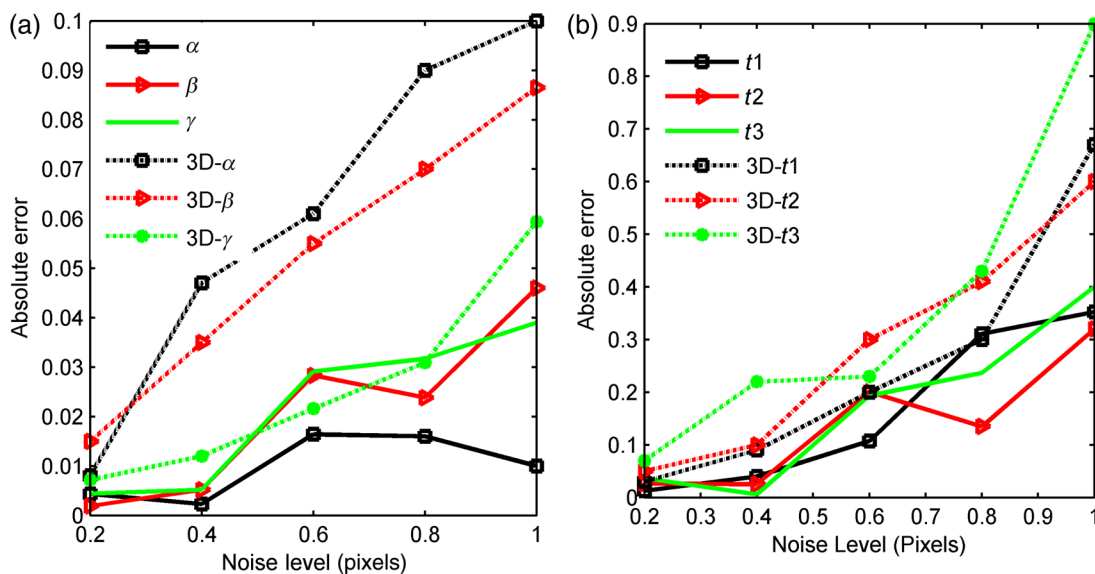 (a)
0.1
0.09
0.08
0.07
0.06
0.05
0.04
0.03
0.02
0.01
0
Absolute error
α
β
γ
3D-α
3D-β
3D-γ
0.2
0.4
0.6
0.8
1
Noise level (pixels)
(b)
0.9
0.8
0.7
0.6
0.5
0.4
0.3
0.2
0.1
0
Absolute error
t1
t2
t3
3D-t1
3D-t2
3D-t3
0.2
0.3
0.4
0.5
0.6
0.7
0.8
0.9
1
Noise Level (Pixels)